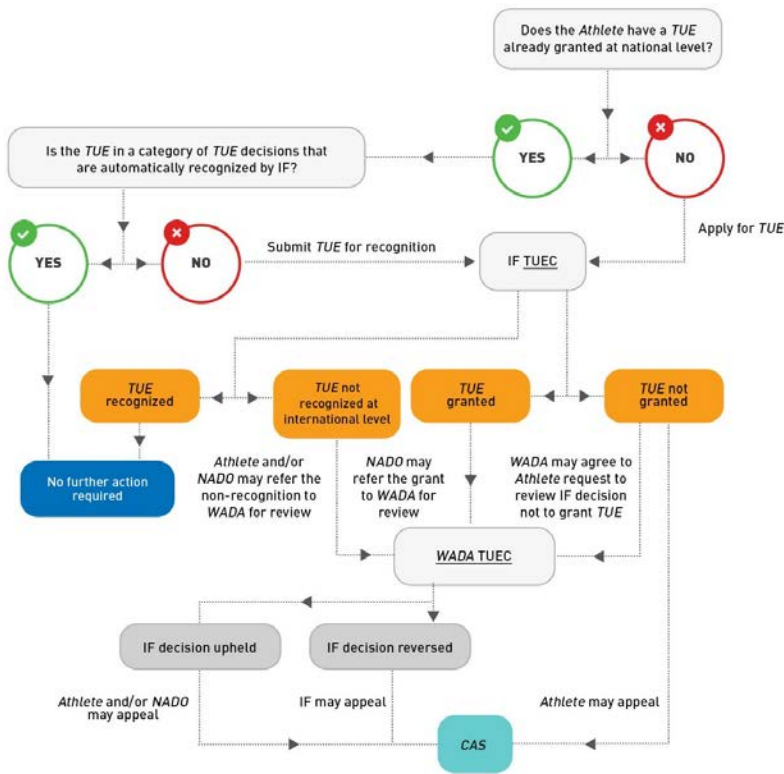 Does the Athlete have a TUE
already granted at national level?
YES
NO
Is the TUE in a category of TUE decisions that
are automatically recognized by IF?
YES
NO
Submit TUE for recognition
IF TUEC
Apply for TUE
TUE
recognized
TUE not
recognized at
international level
TUE
granted
TUE not
granted
No further action
required
Athlete and/or
NADO may refer the
non-recognition to
WADA for review
NADO may
refer the grant
to WADA for
review
WADA may agree to
Athlete request to
review IF decision
not to grant TUE
WADA TUEC
IF decision upheld
IF decision reversed
Athlete and/or NADO
may appeal
IF may appeal
Athlete may appeal
CAS